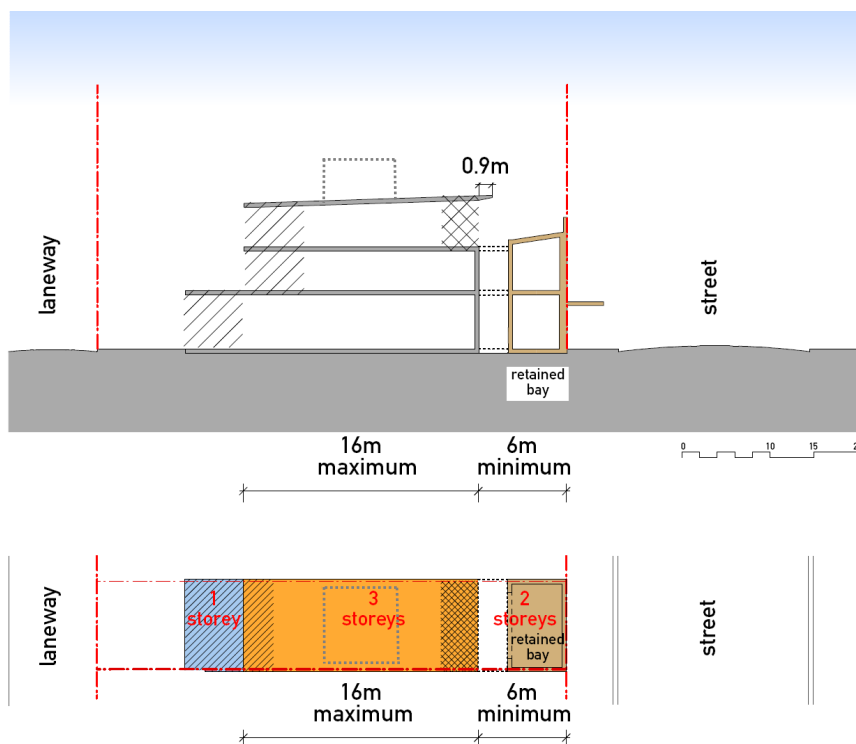 0.9m
laneway
street
retained
bay
16m
maximum
6m
minimum
0
10
15
2
laneway
1
storey
3
storeys
2
storeys
retained
bay
street
16m
maximum
6m
minimum